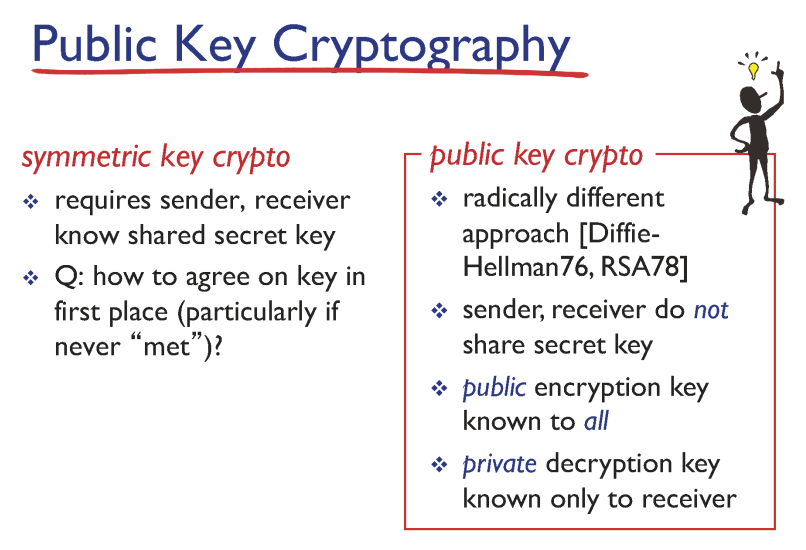 Public Key Cryptography
symmetric key crypto
❖ requires sender, receiver
know shared secret key
❖ Q: how to agree on key in
first place (particularly if
never “met”)?
public key crypto
❖ radically different
approach [Diffie-
Hellman76, RSA78]
❖ sender, receiver do not
share secret key
❖ public encryption key
known to all
❖ private decryption key
known only to receiver